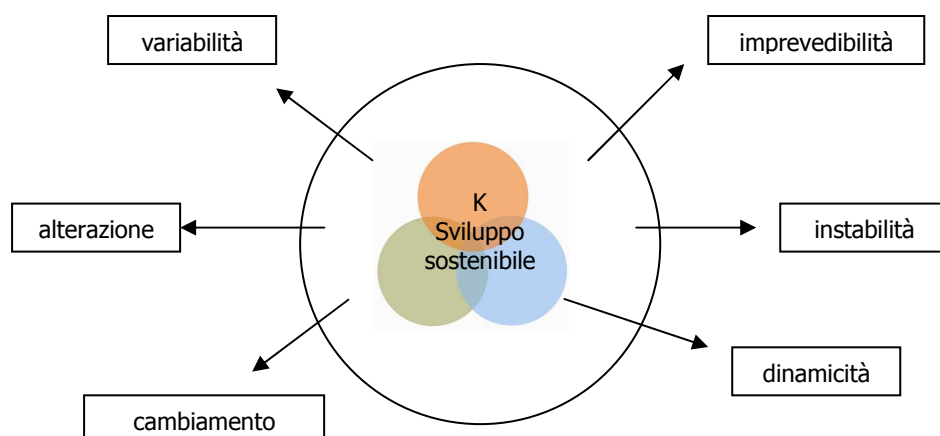 variabilità
imprevedibilità
K
Sviluppo
sostenibile
alterazione
instabilità
dinamicità
cambiamento